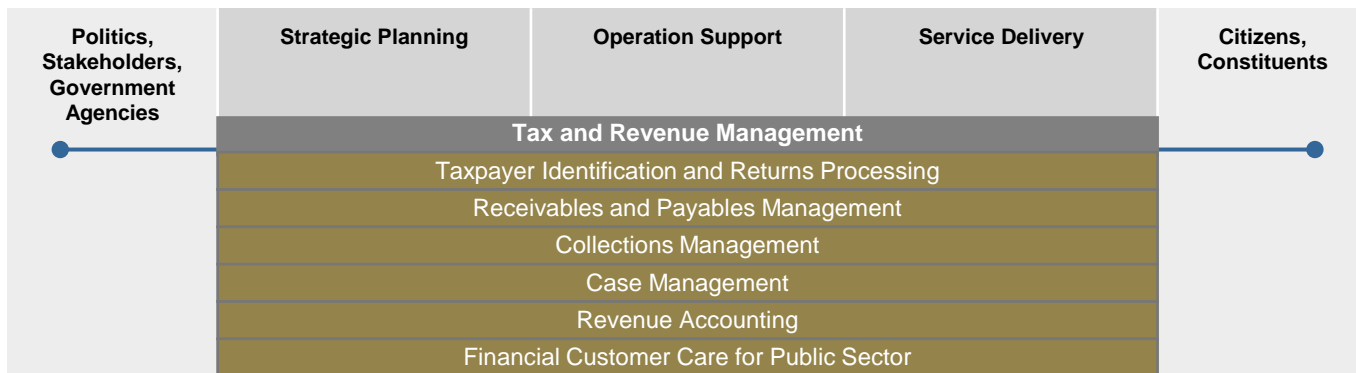 Politics,
Stakeholders,
Government
Agencies
Strategic Planning
Operation Support
Service Delivery
Citizens,
Constituents
Tax and Revenue Management
Taxpayer Identification and Returns Processing
Receivables and Payables Management
Collections Management
Case Management
Revenue Accounting
Financial Customer Care for Public Sector